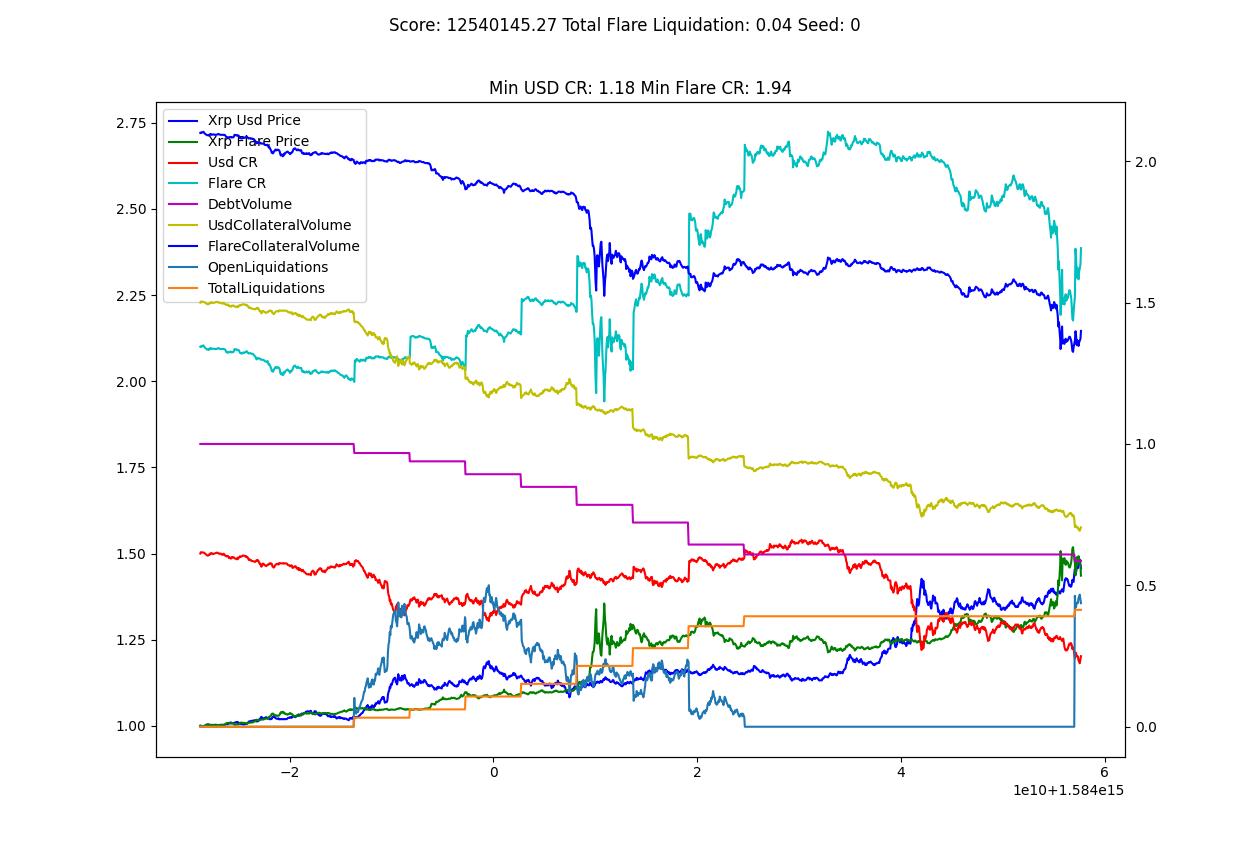 Score: 12540145.27 Total Flare Liquidation: 0.04 Seed: 0
Min USD CR: 1.18 Min Flare CR: 1.94
Xrp Usd Price
Xrp Flare Price
Usd CR
Flare CR
DebtVolume
UsdCollateralVolume
FlareCollateralVolume
OpenLiquidations
TotalLiquidations
2.75
2.50
2.25
2.00
1.75
1.50
1.25
1.00
2.0
1.5
1.0
0.5
0.0
−2
0
2
4
6
1e10+1.584e15